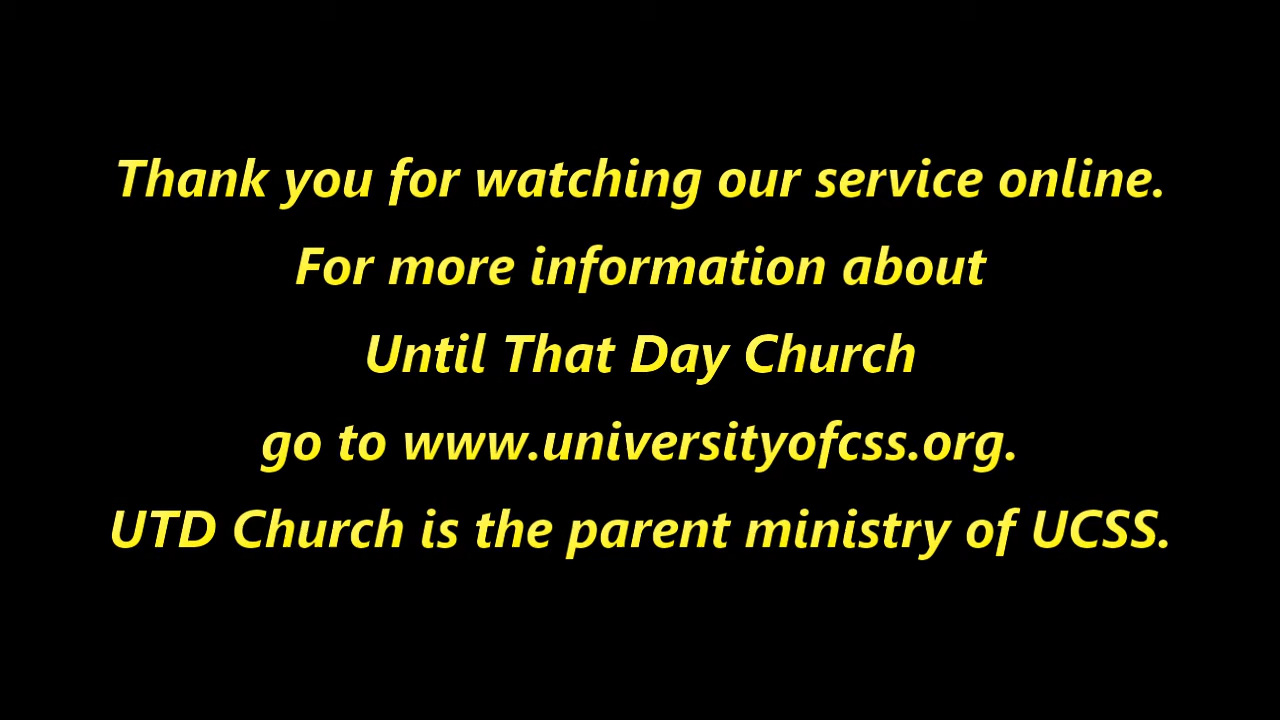 Thank you for watching our service online.
For more information about
Until That Day Church
go to www.universityofcss.org.
UTD Church is the parent ministry of UCSS.